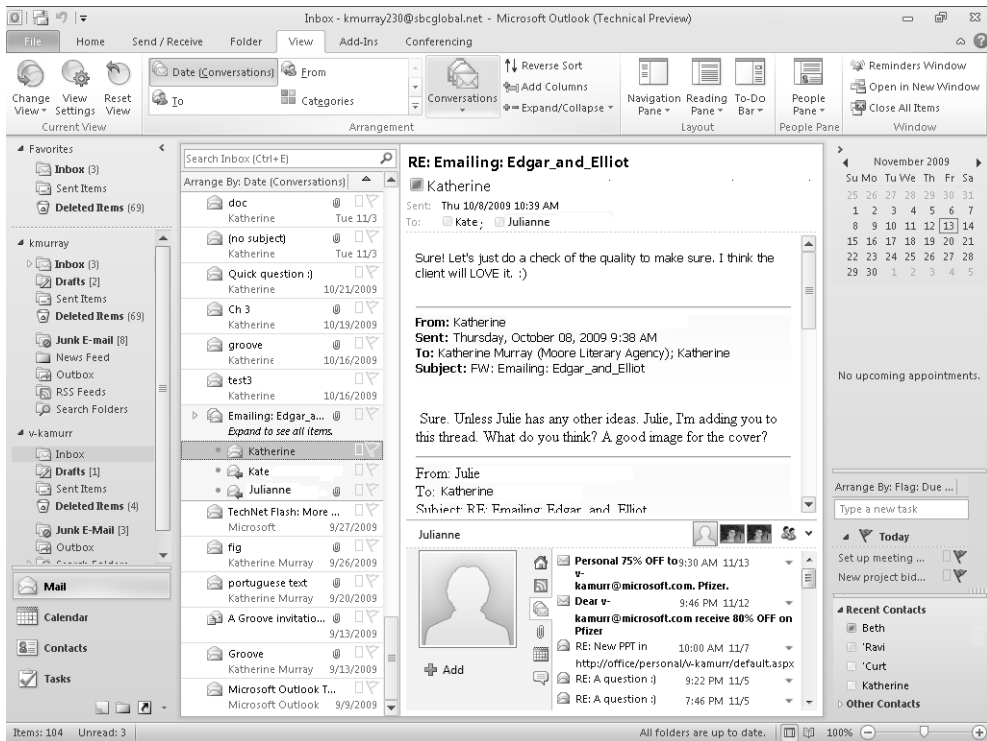 Inbox - kmurray230@sbcglobal.net - Microsoft Outlook (Technical Preview)
File Home Send / Receive Folder View Add-Ins Conferencing
Change View View Settings Reset View
Current View
Date (Conversations) From
To Categories
Conversations
Reverse Sort
Add Columns
Expand/Collapse
Arrangement
Navigation Pane Reading Pane To-Do Bar
Layout
People Pane
People Pane
Reminders Window
Open in New Window
Close All Items
Window
Favorites
Inbox (3)
Sent Items
Deleted Items (69)
kmurray
Inbox (3)
Drafts [2]
Sent Items
Deleted Items (69)
Junk E-mail [8]
News Feed
Outbox
RSS Feeds
Search Folders
v-kamurr
Inbox
Drafts [1]
Sent Items
Deleted Items (4)
Junk E-Mail [3]
Outbox
Search Folders
Mail
Calendar
Contacts
Tasks
Search Inbox (Ctrl+E)
Arrange By: Date (Conversations)
doc
Katherine Tue 11/3
(no subject)
Katherine Tue 11/3
Quick question :)
Katherine 10/21/2009
Ch 3
Katherine 10/19/2009
groove
Katherine 10/16/2009
test3
Katherine 10/16/2009
Emailing: Edgar_a...
Expand to see all items.
Katherine
Kate
Julianne
TechNet Flash: More ...
Microsoft 9/27/2009
fig
Katherine Murray 9/26/2009
portuguese text
Katherine Murray 9/20/2009
A Groove invitatio...
9/13/2009
Groove
Katherine Murray 9/13/2009
Microsoft Outlook T...
Microsoft Outlook 9/9/2009
RE: Emailing: Edgar_and_Elliot
Katherine
Sent: Thu 10/8/2009 10:39 AM
To: Kate; Julianne
Sure! Let's just do a check of the quality to make sure. I think the
client will LOVE it. :)
From: Katherine
Sent: Thursday, October 08, 2009 9:38 AM
To: Katherine Murray (Moore Literary Agency); Katherine
Subject: FW: Emailing: Edgar_and_Elliot
Sure. Unless Julie has any other ideas. Julie, I'm adding you to
this thread. What do you think? A good image for the cover?
From: Julie
To: Katherine
Subject: RE: Emailing: Edgar_and_Elliot
Julianne
Add
Personal 75% OFF to 9:30 AM 11/13
v-
kamurr@microsoft.com. Pfizer.
Dear v- 9:46 PM 11/12
kamurr@microsoft.com receive 80% OFF on
Pfizer
RE: New PPT in 10:00 AM 11/7
http://office/personal/v-kamurr/default.aspx
RE: A question :) 9:22 PM 11/5
RE: A question :) 7:46 PM 11/5
November 2009
Su Mo Tu We Th Fr Sa
25 26 27 28 29 30 31
1 2 3 4 5 6 7
8 9 10 11 12 13 14
15 16 17 18 19 20 21
22 23 24 25 26 27 28
29 30 1 2 3 4 5
No upcoming appointments.
Arrange By: Flag: Due ...
Type a new task
Today
Set up meeting ...
New project bid...
Recent Contacts
Beth
'Ravi
'Curt
Katherine
Other Contacts
Items: 104 Unread: 3 All folders are up to date. 100%